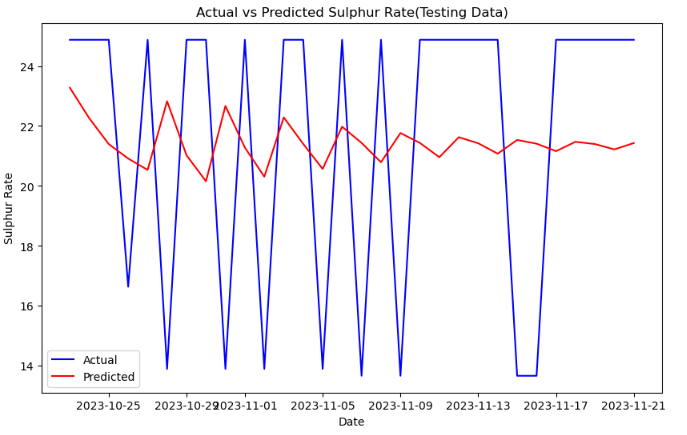 Actual vs Predicted Sulphur Rate(Testing Data)
24
22
20
18
16
14
Sulphur Rate
Actual
Predicted
2023-10-25 2023-10-29 2023-11-01 2023-11-05 2023-11-09 2023-11-13 2023-11-17 2023-11-21
Date